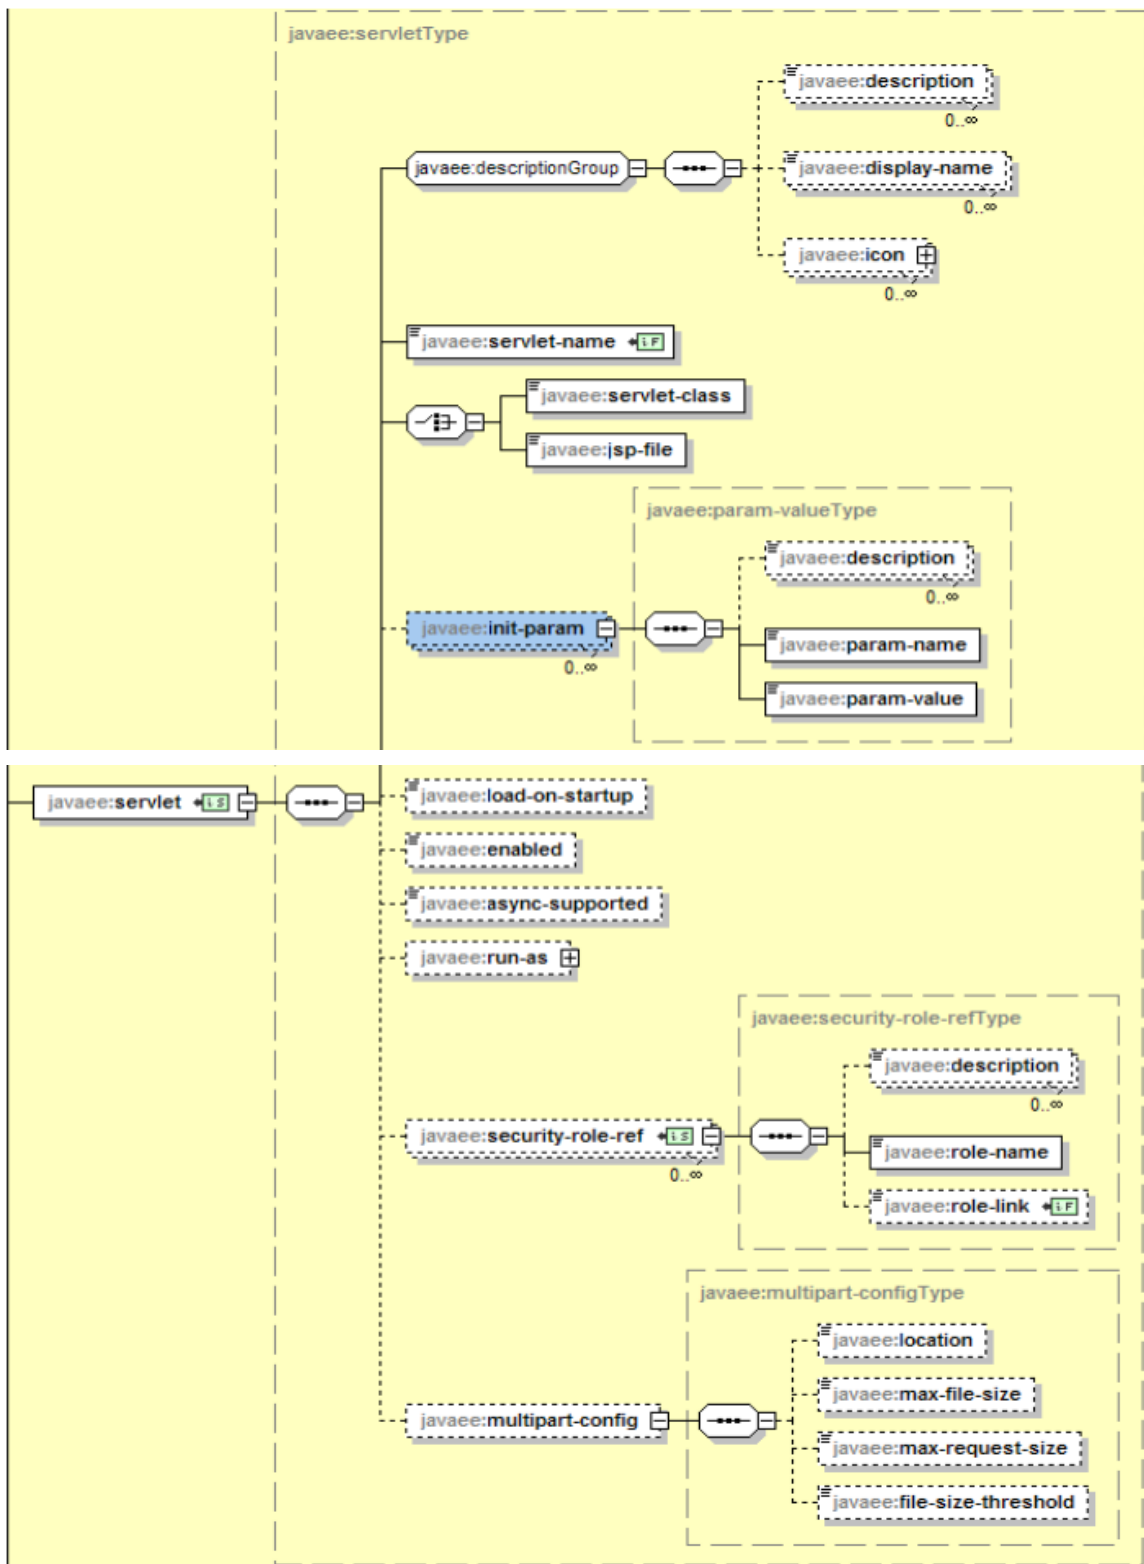 javaee:servletType
javaee:description
0..∞
javaee:descriptionGroup
javaee:display-name
0..∞
javaee:icon
0..∞
javaee:servlet-name
iF
javaee:servlet-class
javaee:jsp-file
javaee:param-valueType
javaee:description
0..∞
javaee:init-param
0..∞
javaee:param-name
javaee:param-value
javaee:servlet
iS
javaee:load-on-startup
javaee:enabled
javaee:async-supported
javaee:run-as
javaee:security-role-refType
javaee:description
0..∞
javaee:security-role-ref
iS
0..∞
javaee:role-name
javaee:role-link
iF
javaee:multipart-configType
javaee:location
javaee:max-file-size
javaee:multipart-config
javaee:max-request-size
javaee:file-size-threshold